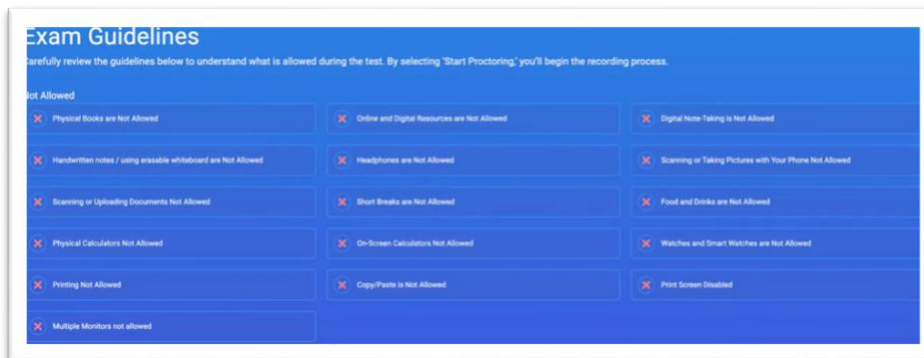 Exam Guidelines
Carefully review the guidelines below to understand what is allowed during the test. By selecting 'Start Proctoring,' you'll begin the recording process.
Not Allowed
Physical Books are Not Allowed
Online and Digital Resources are Not Allowed
Digital Note-Taking is Not Allowed
Handwritten notes / using erasable whiteboard are Not Allowed
Headphones are Not Allowed
Scanning or Taking Pictures with Your Phone Not Allowed
Scanning or Uploading Documents Not Allowed
Short Breaks are Not Allowed
Food and Drinks are Not Allowed
Physical Calculators Not Allowed
On-Screen Calculators Not Allowed
Watches and Smart Watches are Not Allowed
Printing Not Allowed
Copy/Paste is Not Allowed
Print Screen Disabled
Multiple Monitors not allowed